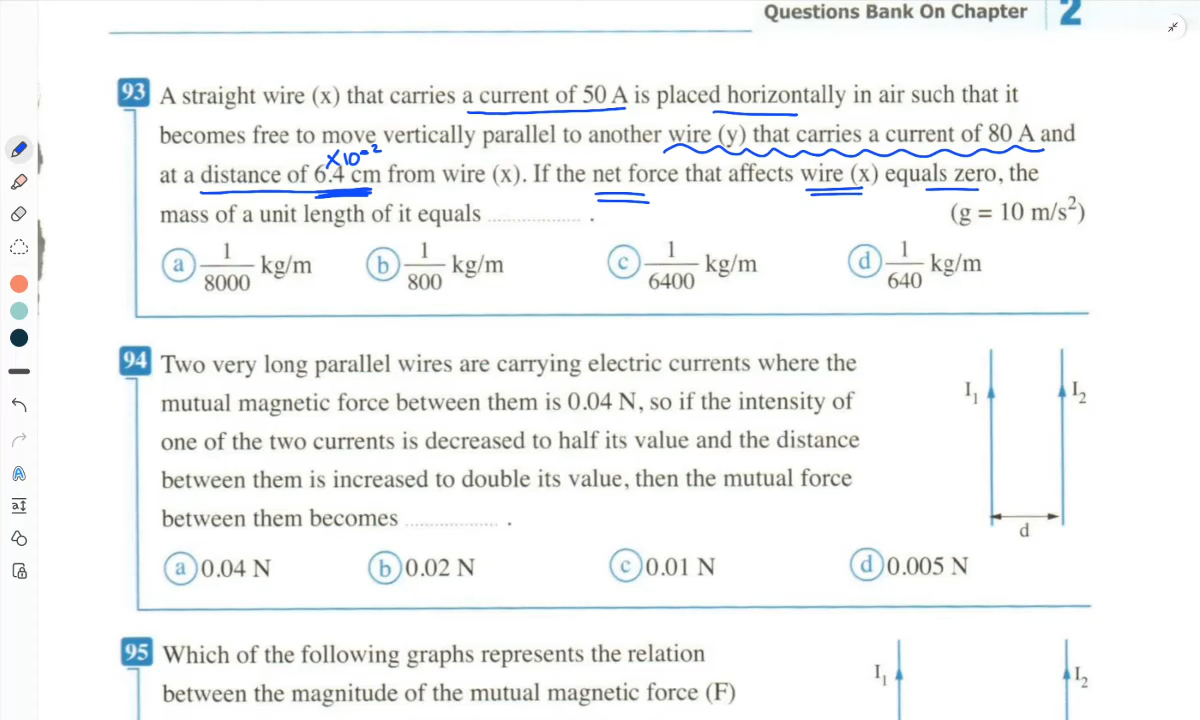 Questions Bank On Chapter 2
93 A straight wire (x) that carries a current of 50 A is placed horizontally in air such that it
becomes free to move vertically parallel to another wire (y) that carries a current of 80 A and
×10⁻²
at a distance of 6.4 cm from wire (x). If the net force that affects wire (x) equals zero, the
mass of a unit length of it equals .................... . (g = 10 m/s²)
a 1/8000 kg/m b 1/800 kg/m c 1/6400 kg/m d 1/640 kg/m
94 Two very long parallel wires are carrying electric currents where the
mutual magnetic force between them is 0.04 N, so if the intensity of
I₁ I₂
one of the two currents is decreased to half its value and the distance
between them is increased to double its value, then the mutual force
between them becomes .................... .
d
a 0.04 N b 0.02 N c 0.01 N d 0.005 N
95 Which of the following graphs represents the relation
I₁ I₂
between the magnitude of the mutual magnetic force (F)